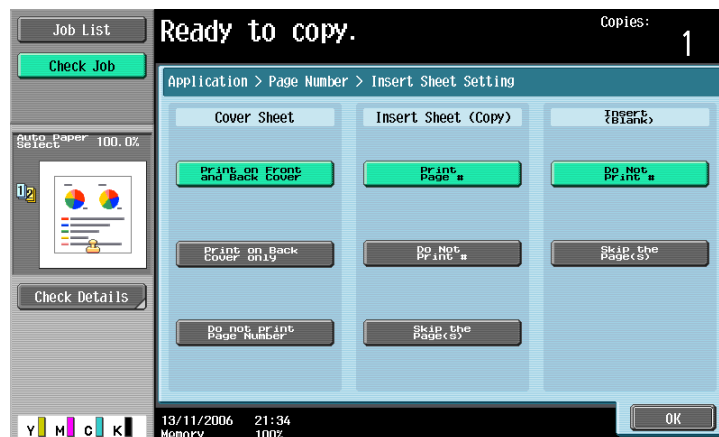 Job List
Check Job
Ready to copy.
Copies:
1
Application > Page Number > Insert Sheet Setting
Cover Sheet
Insert Sheet (Copy)
Insert
(Blank)
Auto Paper
Select
100.0%
1
2
Print on Front
and Back Cover
Print
Page #
Do Not
Print #
Print on Back
Cover only
Do Not
Print #
Skip the
Page(s)
Check Details
Do not print
Page Number
Skip the
Page(s)
OK
Y M C K
13/11/2006 21:34
Memory 100%